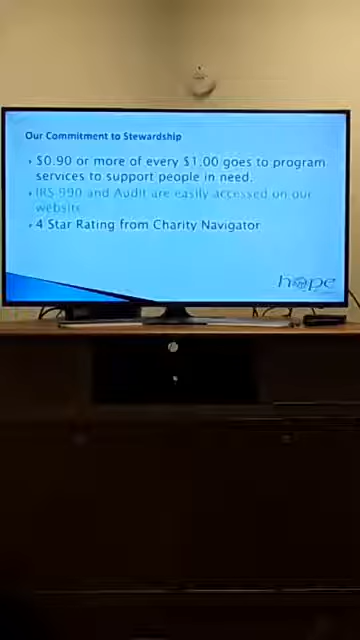 Our Commitment to Stewardship
• $0.90 or more of every $1.00 goes to program
services to support people in need.
• IRS 990 and Audit are easily accessed on our
website
• 4 Star Rating from Charity Navigator
hope